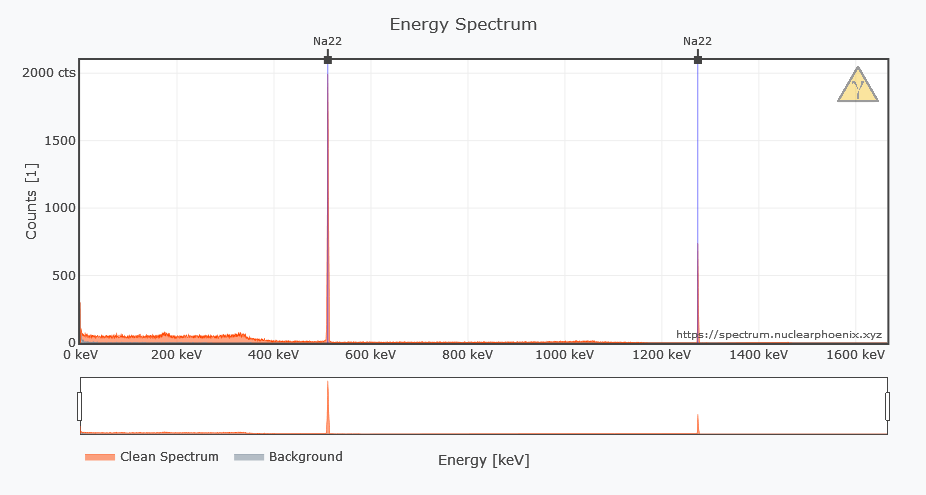 Energy Spectrum
Na22 Na22
2000 cts
γ
1500
1000
500
0
Counts [1]
https://spectrum.nuclearphoenix.xyz
0 keV 200 keV 400 keV 600 keV 800 keV 1000 keV 1200 keV 1400 keV 1600 keV
Clean Spectrum Background
Energy [keV]